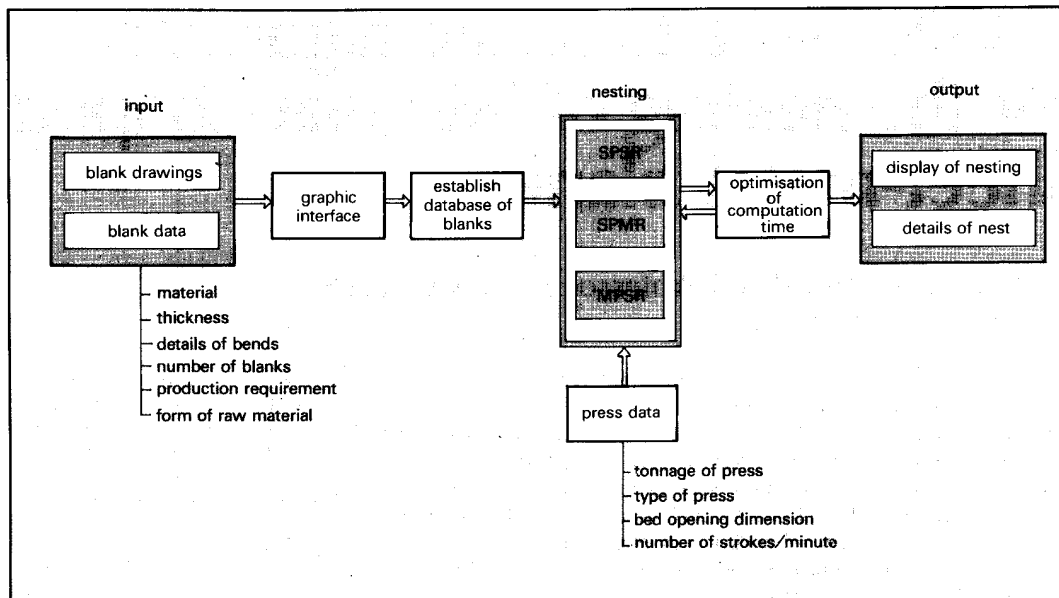 input
blank drawings
blank data
material
thickness
details of bends
number of blanks
production requirement
form of raw material
graphic
interface
establish
database of
blanks
nesting
SPSR
SPMR
MPSR
press data
tonnage of press
type of press
bed opening dimension
number of strokes/minute
optimisation
of
computation
time
output
display of nesting
details of nest